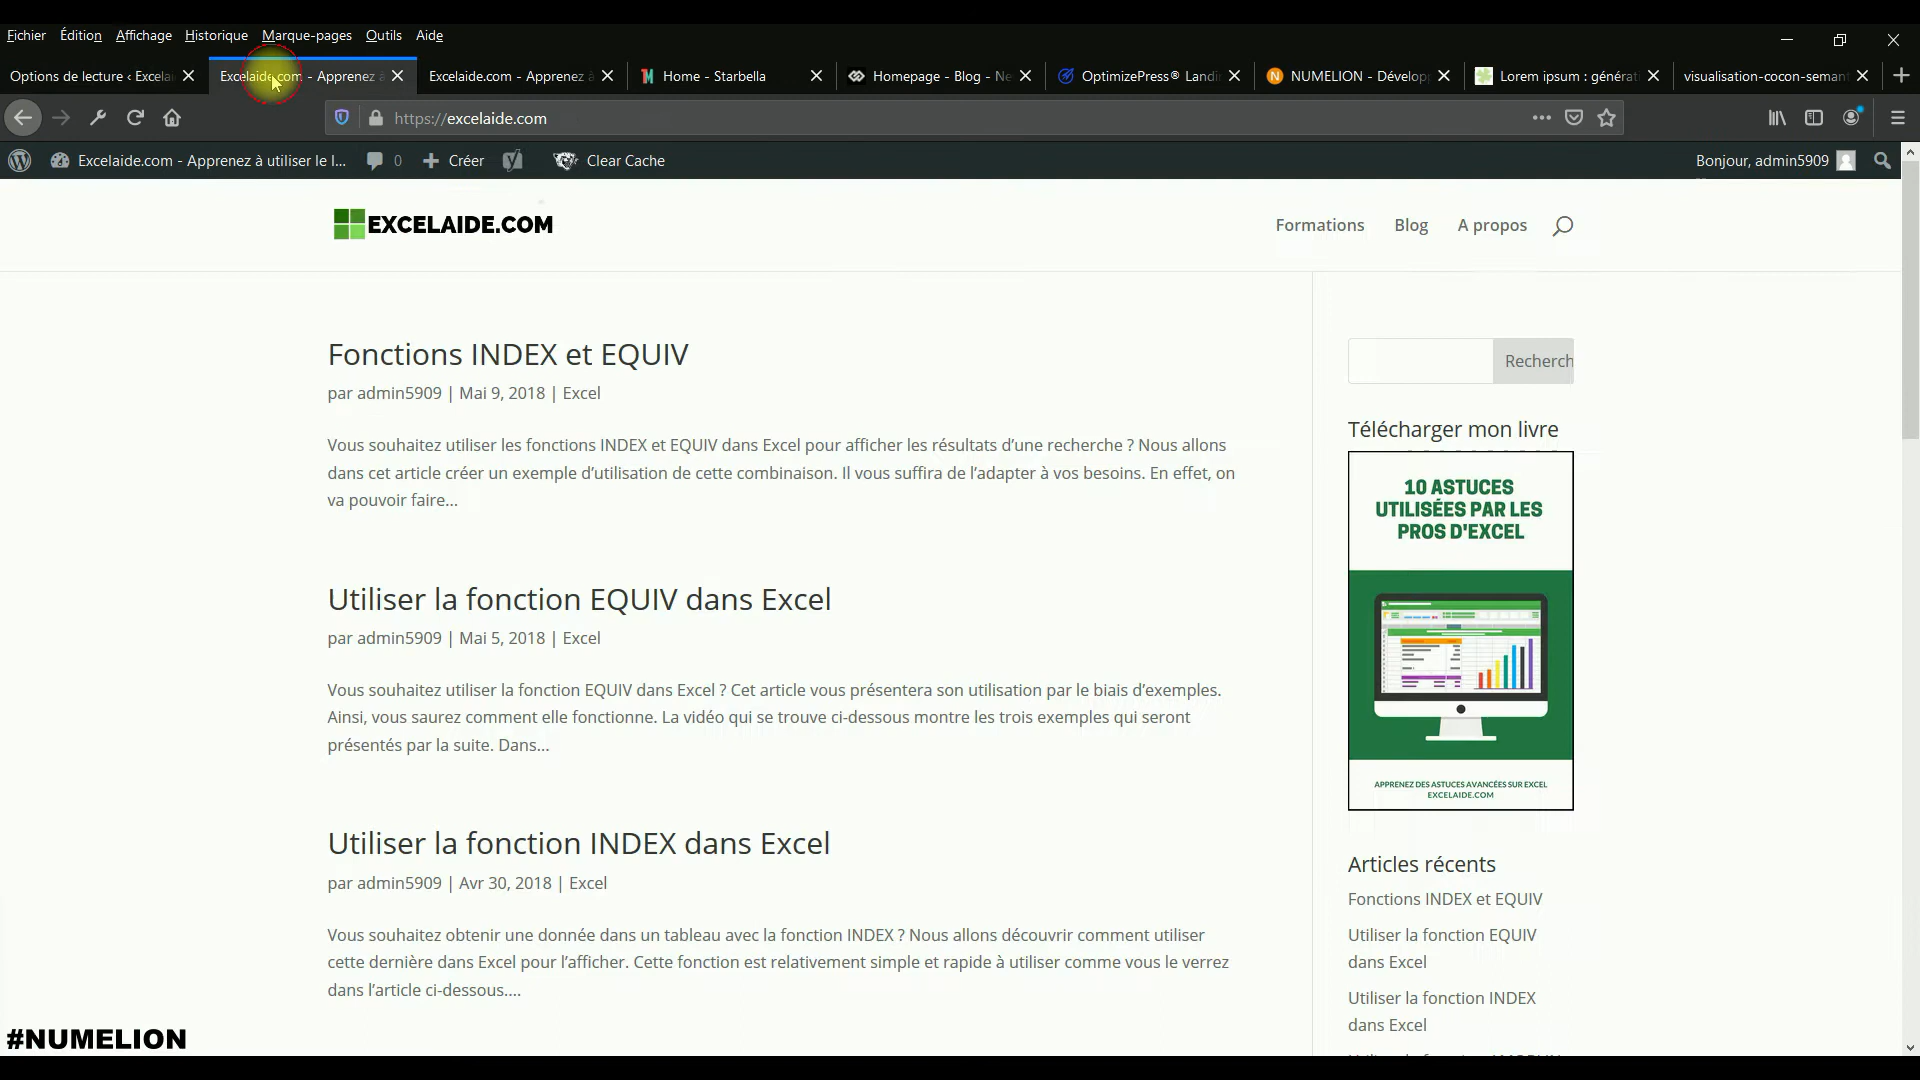 Fichier Édition Affichage Historique Marque-pages Outils Aide
Options de lecture ‹ Excela
Excelaide.com - Apprenez à
Excelaide.com - Apprenez à
Home - Starbella
Homepage - Blog - Ne
OptimizePress® Landi
NUMELION - Dévelop
Lorem ipsum : générat
visualisation-cocon-seman
https://excelaide.com
Excelaide.com - Apprenez à utiliser le l... 0 Créer Clear Cache Bonjour, admin5909
EXCELAIDE.COM
Formations Blog A propos
Fonctions INDEX et EQUIV
par admin5909 | Mai 9, 2018 | Excel
Vous souhaitez utiliser les fonctions INDEX et EQUIV dans Excel pour afficher les résultats d’une recherche ? Nous allons
dans cet article créer un exemple d’utilisation de cette combinaison. Il vous suffira de l’adapter à vos besoins. En effet, on
va pouvoir faire...
Utiliser la fonction EQUIV dans Excel
par admin5909 | Mai 5, 2018 | Excel
Vous souhaitez utiliser la fonction EQUIV dans Excel ? Cet article vous présentera son utilisation par le biais d’exemples.
Ainsi, vous saurez comment elle fonctionne. La vidéo qui se trouve ci-dessous montre les trois exemples qui seront
présentés par la suite. Dans...
Utiliser la fonction INDEX dans Excel
par admin5909 | Avr 30, 2018 | Excel
Vous souhaitez obtenir une donnée dans un tableau avec la fonction INDEX ? Nous allons découvrir comment utiliser
cette dernière dans Excel pour l’afficher. Cette fonction est relativement simple et rapide à utiliser comme vous le verrez
dans l’article ci-dessous....
Recherch
Télécharger mon livre
10 ASTUCES
UTILISÉES PAR LES
PROS D'EXCEL
APPRENEZ DES ASTUCES AVANCÉES SUR EXCEL
EXCELAIDE.COM
Articles récents
Fonctions INDEX et EQUIV
Utiliser la fonction EQUIV
dans Excel
Utiliser la fonction INDEX
dans Excel
#NUMELION